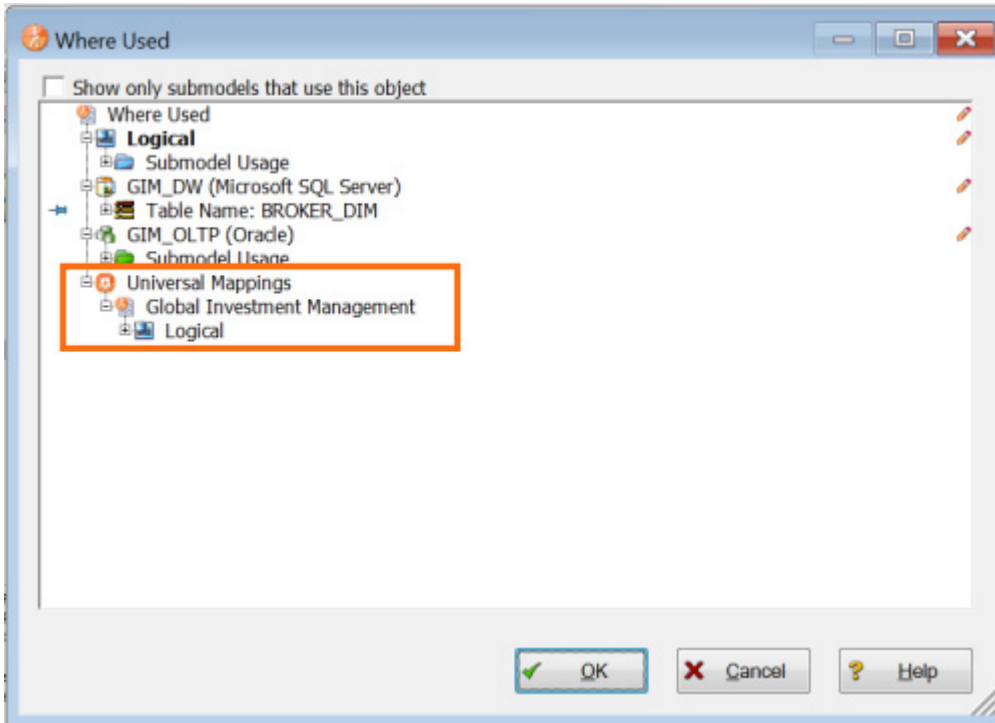 Where Used
Show only submodels that use this object
Where Used
Logical
Submodel Usage
GIM_DW (Microsoft SQL Server)
Table Name: BROKER_DIM
GIM_OLTP (Oracle)
Submodel Usage
Universal Mappings
Global Investment Management
Logical
OK Cancel Help